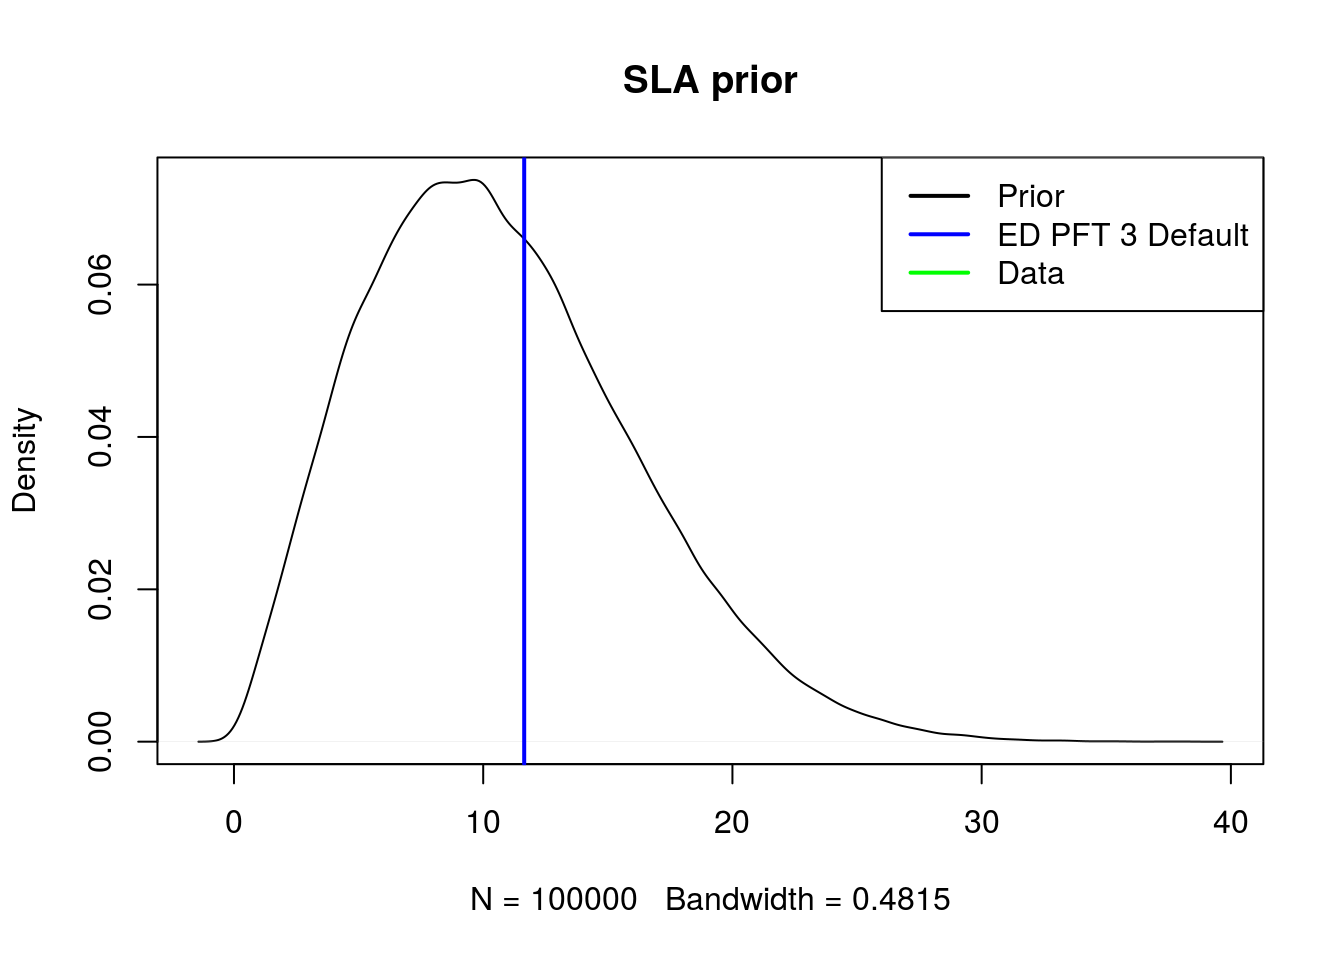 SLA prior
Prior
ED PFT 3 Default
Data
Density
0.06
0.04
0.02
0.00
0 10 20 30 40
N = 100000 Bandwidth = 0.4815